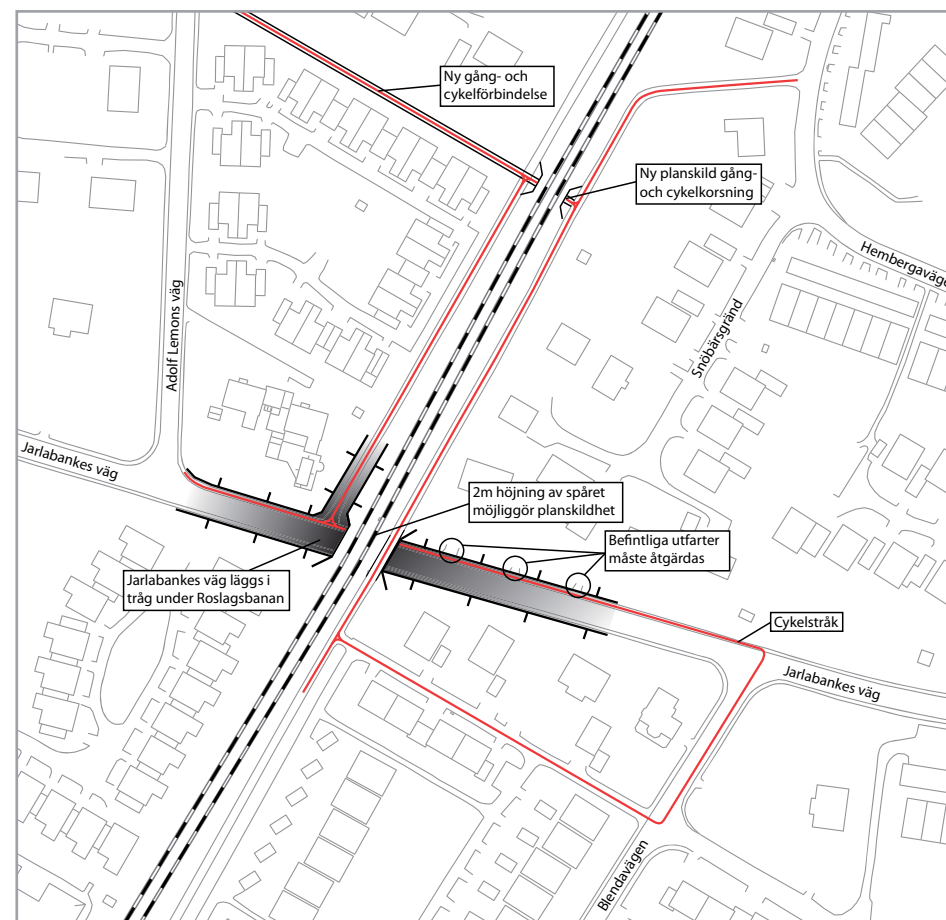 Ny gång- och
cykelförbindelse
Ny planskild gång-
och cykelkorsning
Hembergavägen
Snöbärsgränd
Adolf Lemons väg
Jarlabankes väg
2m höjning av spåret
möjliggör planskildhet
Befintliga utfarter
måste åtgärdas
Jarlabankes väg läggs i
tråg under Roslagsbanan
Cykelstråk
Jarlabankes väg
Blendavägen